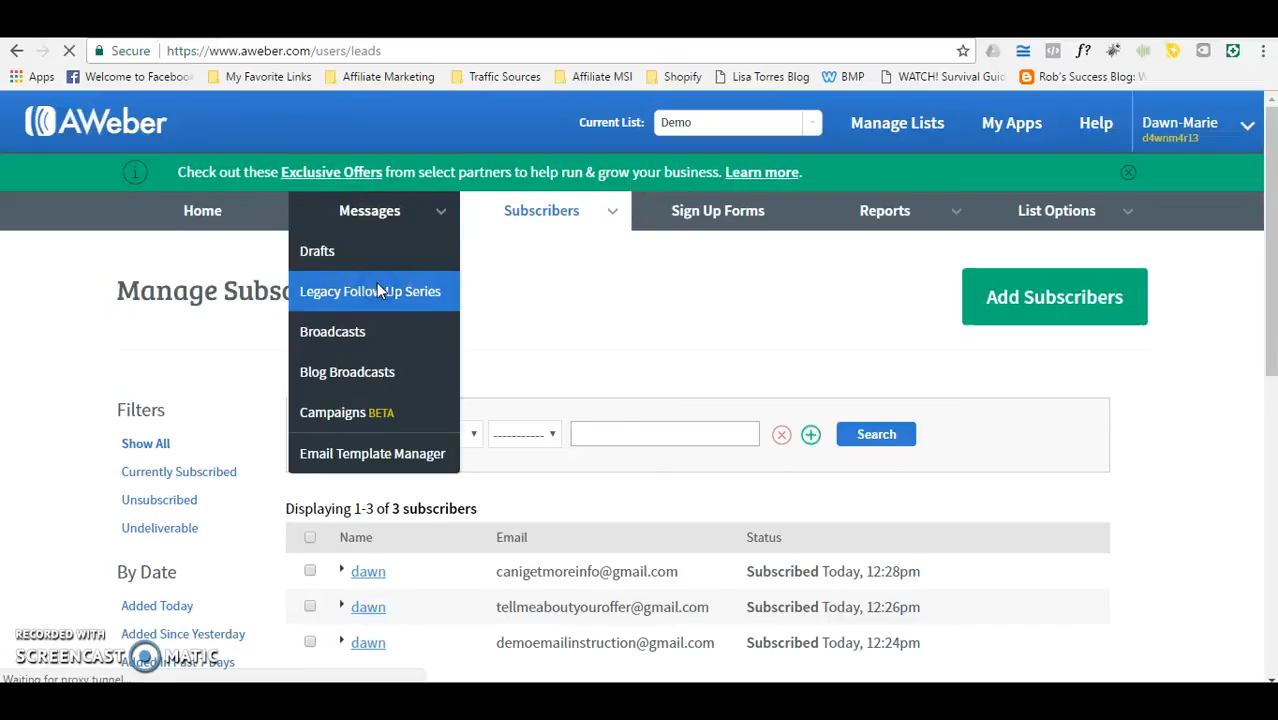 Secure | https://www.aweber.com/users/leads
Apps Welcome to Facebook My Favorite Links Affiliate Marketing Traffic Sources Affiliate MSI Shopify Lisa Torres Blog BMP WATCH! Survival Guid Rob's Success Blog:
AWeber
Current List: Demo
Manage Lists My Apps Help
Dawn-Marie
d4wnm4r13
Check out these Exclusive Offers from select partners to help run & grow your business. Learn more.
Home Messages Subscribers Sign Up Forms Reports List Options
Drafts
Legacy Follow Up Series
Broadcasts
Blog Broadcasts
Campaigns BETA
Email Template Manager
Manage Subsc
Add Subscribers
Filters
Show All
Currently Subscribed
Unsubscribed
Undeliverable
By Date
Added Today
Added Since Yesterday
Added In Past 7 Days
----------- Search
Displaying 1-3 of 3 subscribers
Name Email Status
dawn canigetmoreinfo@gmail.com Subscribed Today, 12:28pm
dawn tellmeaboutyouroffer@gmail.com Subscribed Today, 12:26pm
dawn demoemailinstruction@gmail.com Subscribed Today, 12:24pm
RECORDED WITH
SCREENCAST MATIC
Waiting for proxy tunnel...